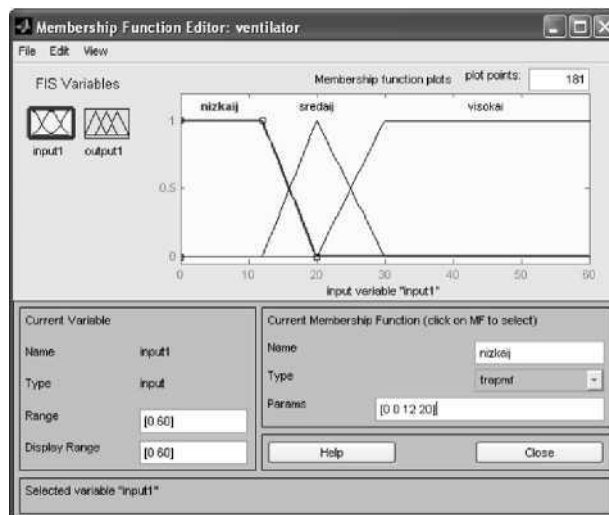 Membership Function Editor: ventilator
File Edit View
FIS Variables
Membership function plots plot points: 181
nizkaij sredaij visokai
input1 output1
1
0.5
0
0 10 20 30 40 50 60
input variable "input1"
Current Variable
Name input1
Type input
Range [0 60]
Display Range [0 60]
Current Membership Function (click on MF to select)
Name nizkaij
Type trapmf
Params [0 0 12 20]
Help Close
Selected variable "input1"